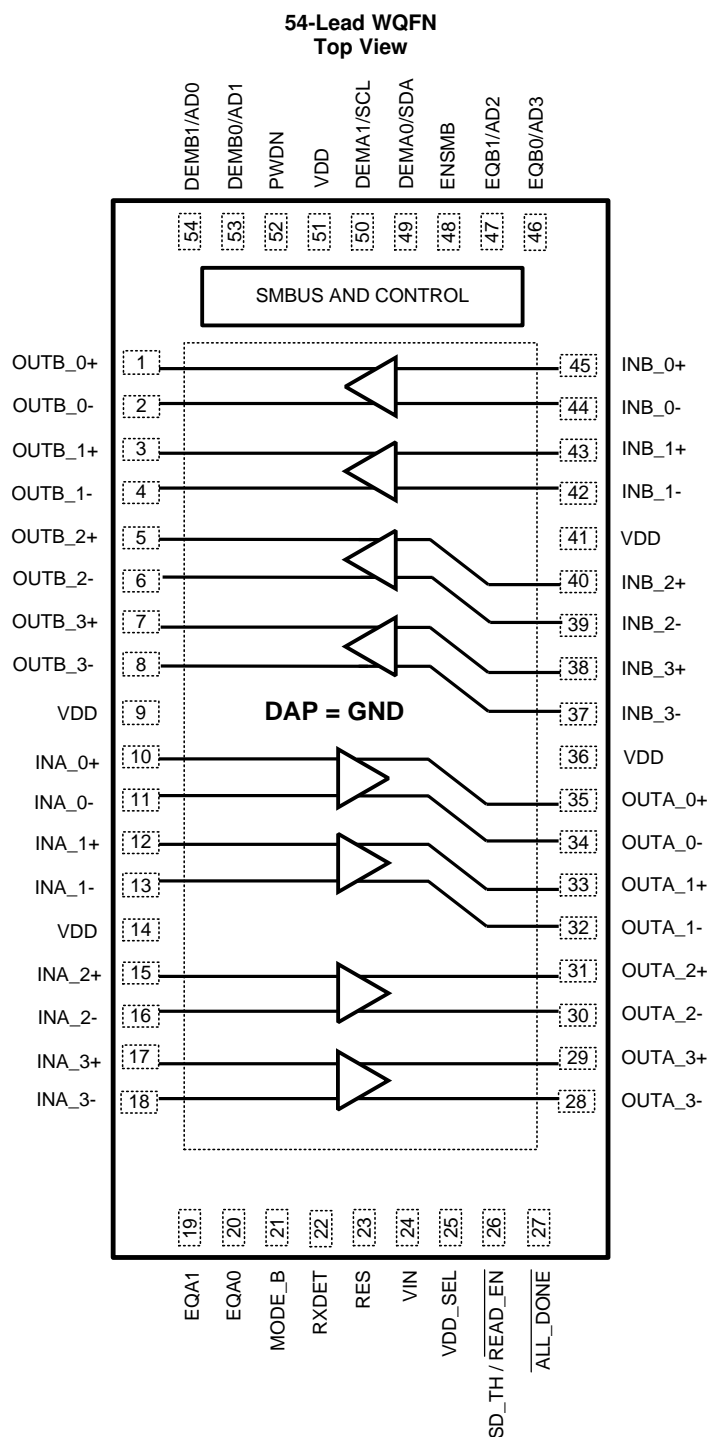 54-Lead WQFN
Top View
DEMB1/AD0
DEMB0/AD1
PWDN
VDD
DEMA1/SCL
DEMA0/SDA
ENSMB
EQB1/AD2
EQB0/AD3
54
53
52
51
50
49
48
47
46
SMBUS AND CONTROL
OUTB_0+ 1 45 INB_0+
OUTB_0- 2 44 INB_0-
OUTB_1+ 3 43 INB_1+
OUTB_1- 4 42 INB_1-
OUTB_2+ 5 41 VDD
OUTB_2- 6 40 INB_2+
OUTB_3+ 7 39 INB_2-
OUTB_3- 8 38 INB_3+
VDD 9 DAP = GND 37 INB_3-
INA_0+ 10 36 VDD
INA_0- 11 35 OUTA_0+
INA_1+ 12 34 OUTA_0-
INA_1- 13 33 OUTA_1+
VDD 14 32 OUTA_1-
INA_2+ 15 31 OUTA_2+
INA_2- 16 30 OUTA_2-
INA_3+ 17 29 OUTA_3+
INA_3- 18 28 OUTA_3-
19
20
21
22
23
24
25
26
27
EQA1
EQA0
MODE_B
RXDET
RES
VIN
VDD_SEL
SD_TH / READ_EN
ALL_DONE